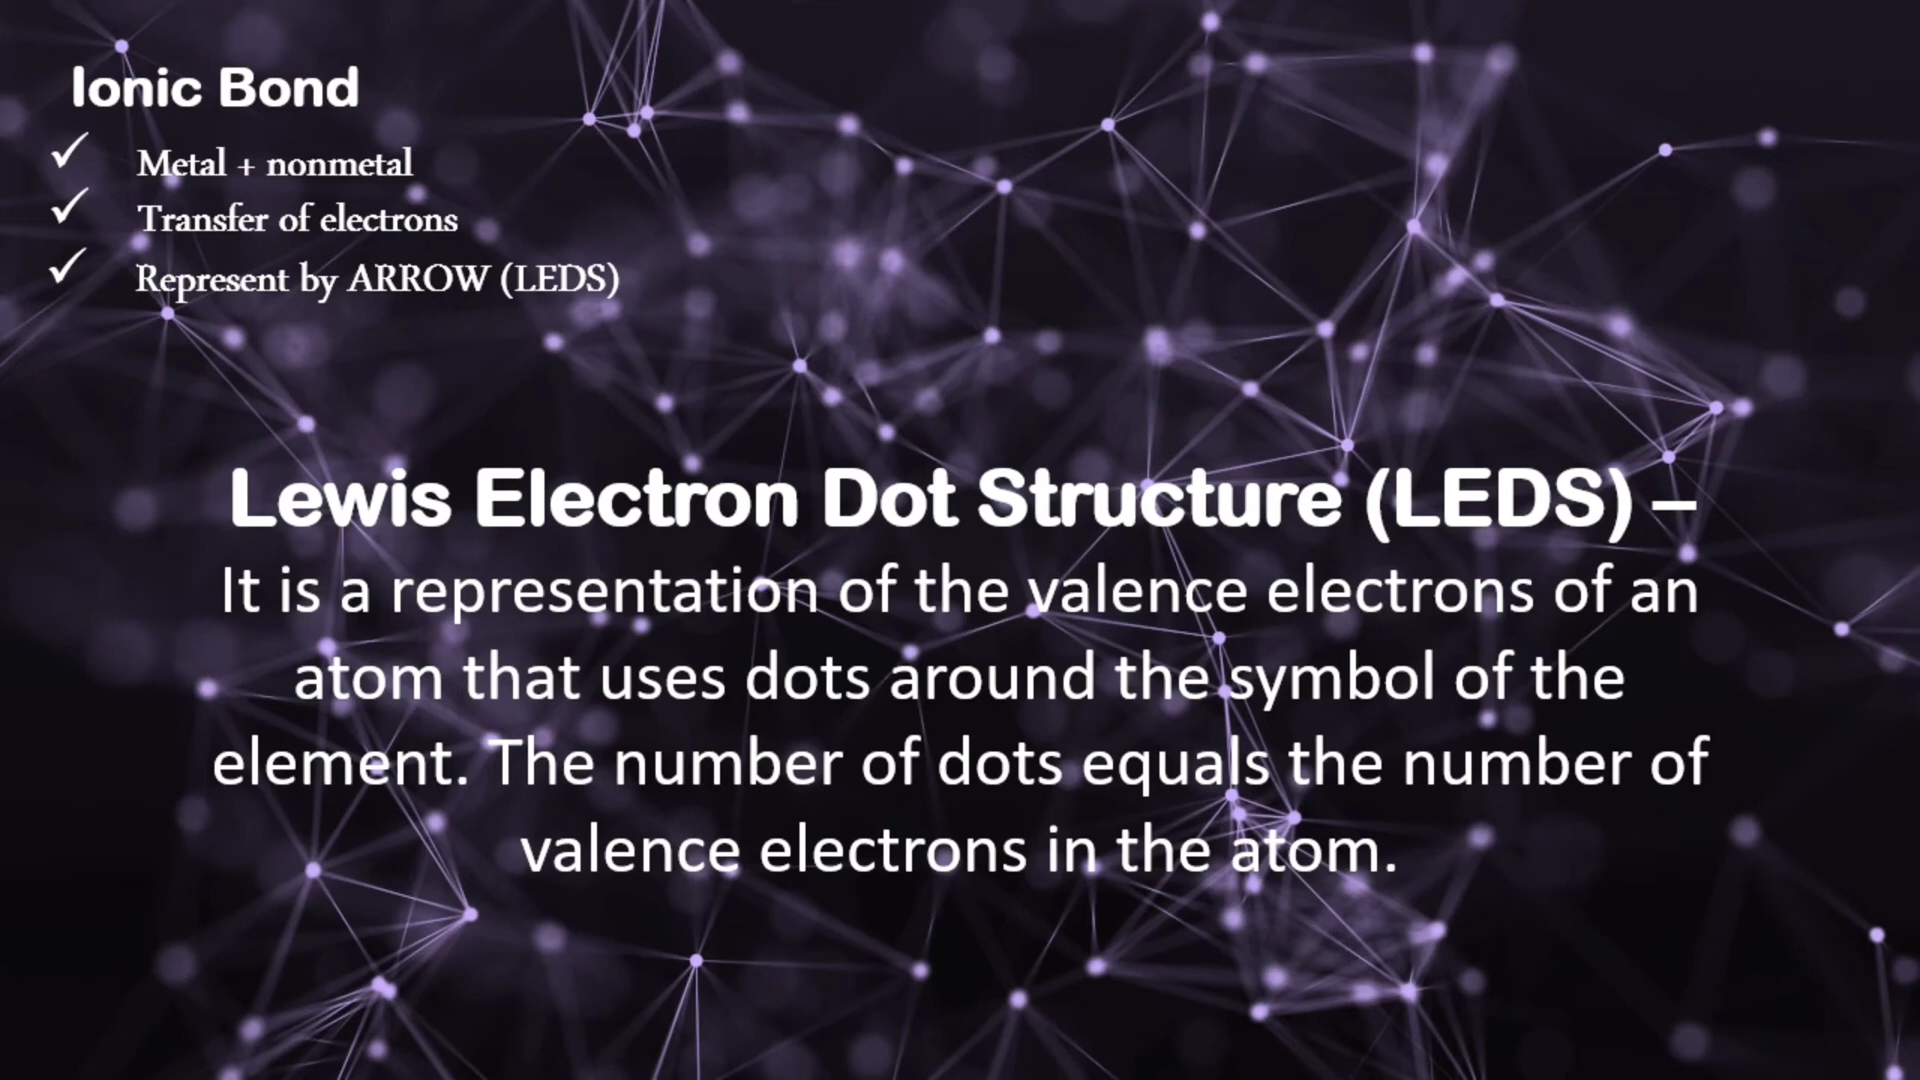 Ionic Bond
✓ Metal + nonmetal
✓ Transfer of electrons
✓ Represent by ARROW (LEDS)
Lewis Electron Dot Structure (LEDS) –
It is a representation of the valence electrons of an
atom that uses dots around the symbol of the
element. The number of dots equals the number of
valence electrons in the atom.